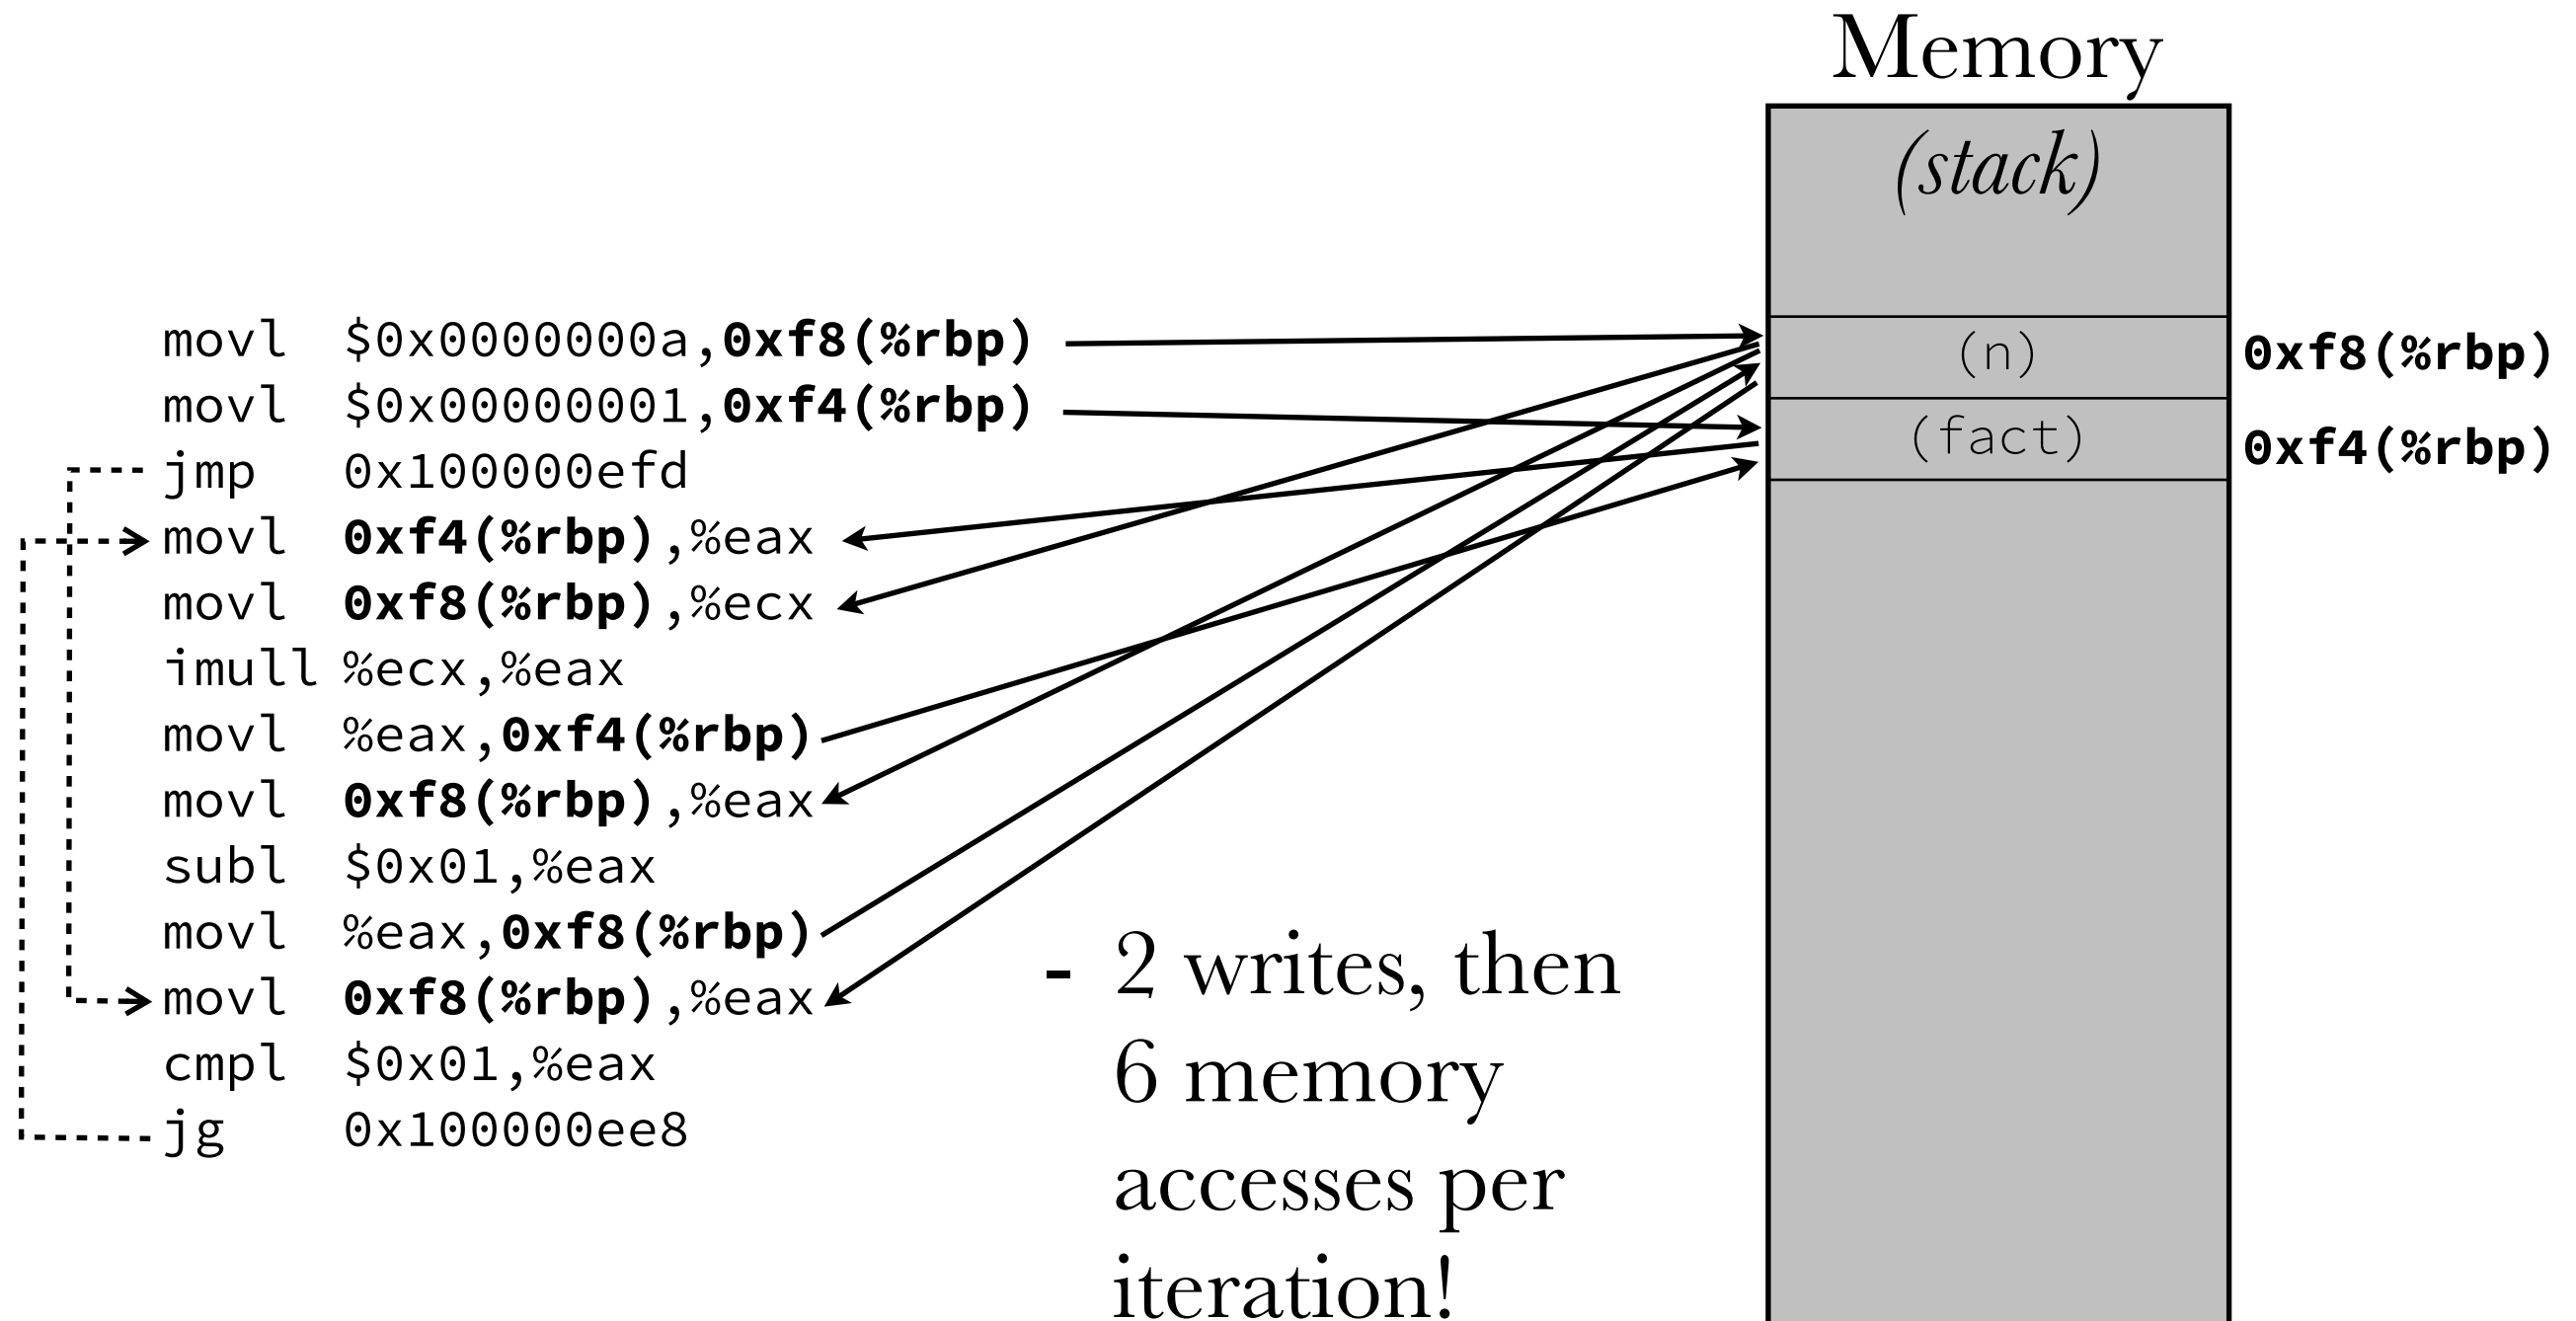 Memory
(stack)
movl $0x0000000a,0xf8(%rbp)
(n)
0xf8(%rbp)
movl $0x00000001,0xf4(%rbp)
(fact)
0xf4(%rbp)
jmp 0x100000efd
movl 0xf4(%rbp),%eax
movl 0xf8(%rbp),%ecx
imull %ecx,%eax
movl %eax,0xf4(%rbp)
movl 0xf8(%rbp),%eax
subl $0x01,%eax
movl %eax,0xf8(%rbp)
movl 0xf8(%rbp),%eax
cmpl $0x01,%eax
jg 0x100000ee8
- 2 writes, then
6 memory
accesses per
iteration!